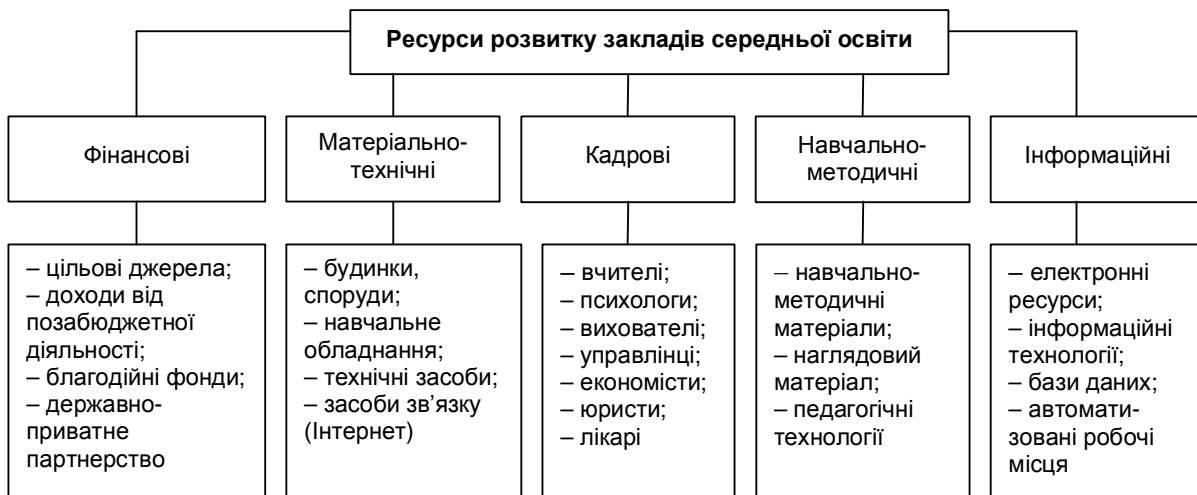 Ресурси розвитку закладів середньої освіти
Фінансові
Матеріально-
технічні
Кадрові
Навчально-
методичні
Інформаційні
– цільові джерела;
– доходи від
позабюджетної
діяльності;
– благодійні фонди;
– державно-
приватне
партнерство
– будинки,
споруди;
– навчальне
обладнання;
– технічні засоби;
– засоби зв’язку
(Інтернет)
– вчителі;
– психологи;
– вихователі;
– управлінці;
– економісти;
– юристи;
– лікарі
– навчально-
методичні
матеріали;
– наглядовий
матеріал;
– педагогічні
технології
– електронні
ресурси;
– інформаційні
технології;
– бази даних;
– автомати-
зовані робочі
місця